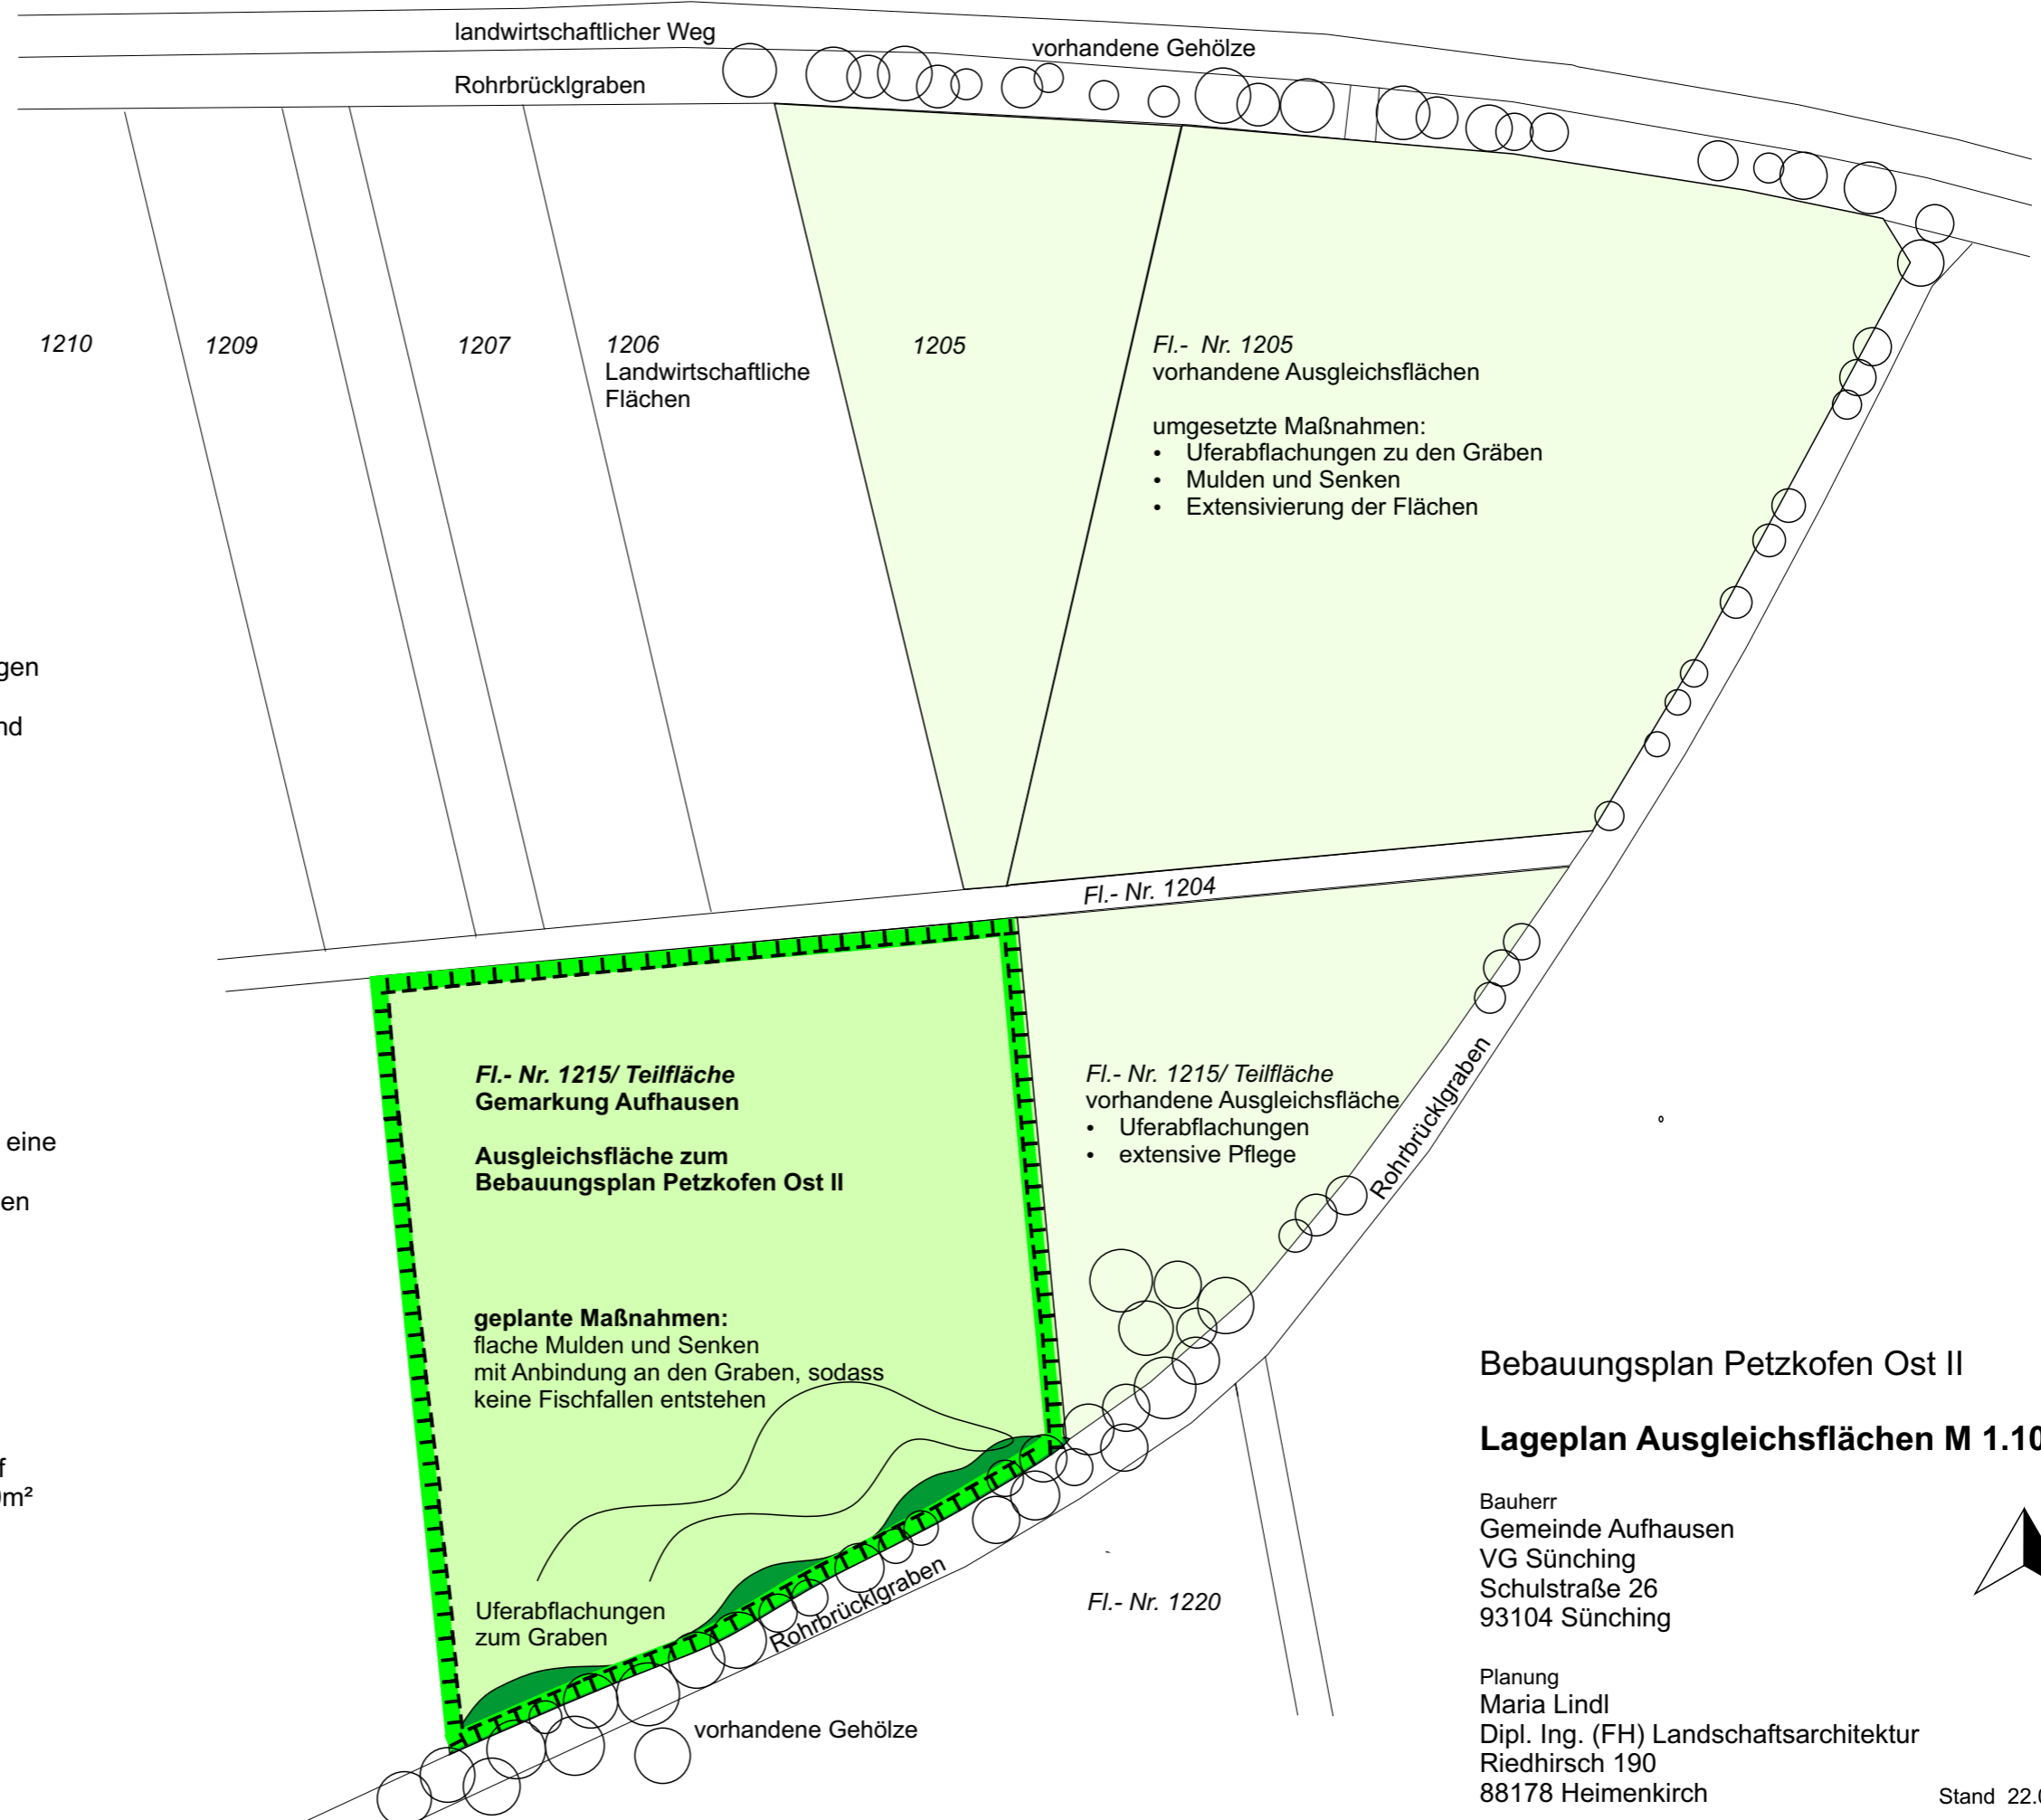 landwirtschaftlicher Weg
vorhandene Gehölze
Rohrbrücklgraben
1210
1209
1207
1206
Landwirtschaftliche
Flächen
1205
Fl.- Nr. 1205
vorhandene Ausgleichsflächen
umgesetzte Maßnahmen:
• Uferabflachungen zu den Gräben
• Mulden und Senken
• Extensivierung der Flächen
Fl.- Nr. 1204
Fl.- Nr. 1215/ Teilfläche
Gemarkung Aufhausen
Ausgleichsfläche zum
Bebauungsplan Petzkofen Ost II
geplante Maßnahmen:
flache Mulden und Senken
mit Anbindung an den Graben, sodass
keine Fischfallen entstehen
Uferabflachungen
zum Graben
Fl.- Nr. 1215/ Teilfläche
vorhandene Ausgleichsfläche
• Uferabflachungen
• extensive Pflege
Rohrbrücklgraben
Rohrbrücklgraben
vorhandene Gehölze
Fl.- Nr. 1220
eine
m²
Bebauungsplan Petzkofen Ost II
Lageplan Ausgleichsflächen M 1.10
Bauherr
Gemeinde Aufhausen
VG Sünching
Schulstraße 26
93104 Sünching
Planung
Maria Lindl
Dipl. Ing. (FH) Landschaftsarchitektur
Riedhirsch 190
88178 Heimenkirch
Stand 22.0